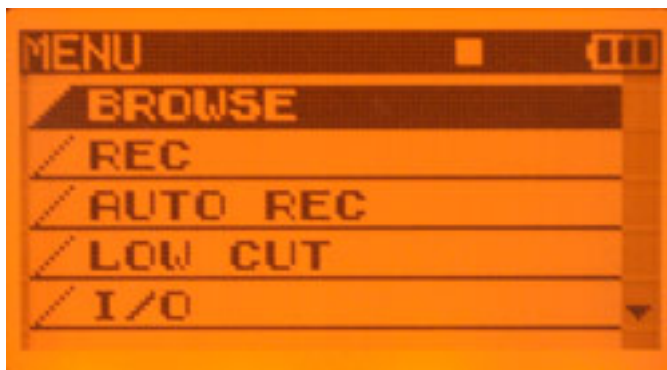 MENU
BROWSE
REC
AUTO REC
LOW CUT
I/O